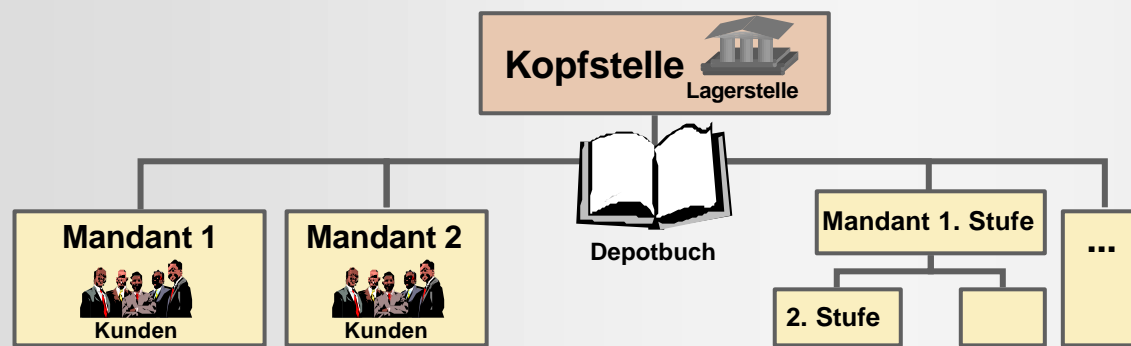 Kopfstelle
Lagerstelle
Depotbuch
Mandant 1
Kunden
Mandant 2
Kunden
Mandant 1. Stufe
2. Stufe
...